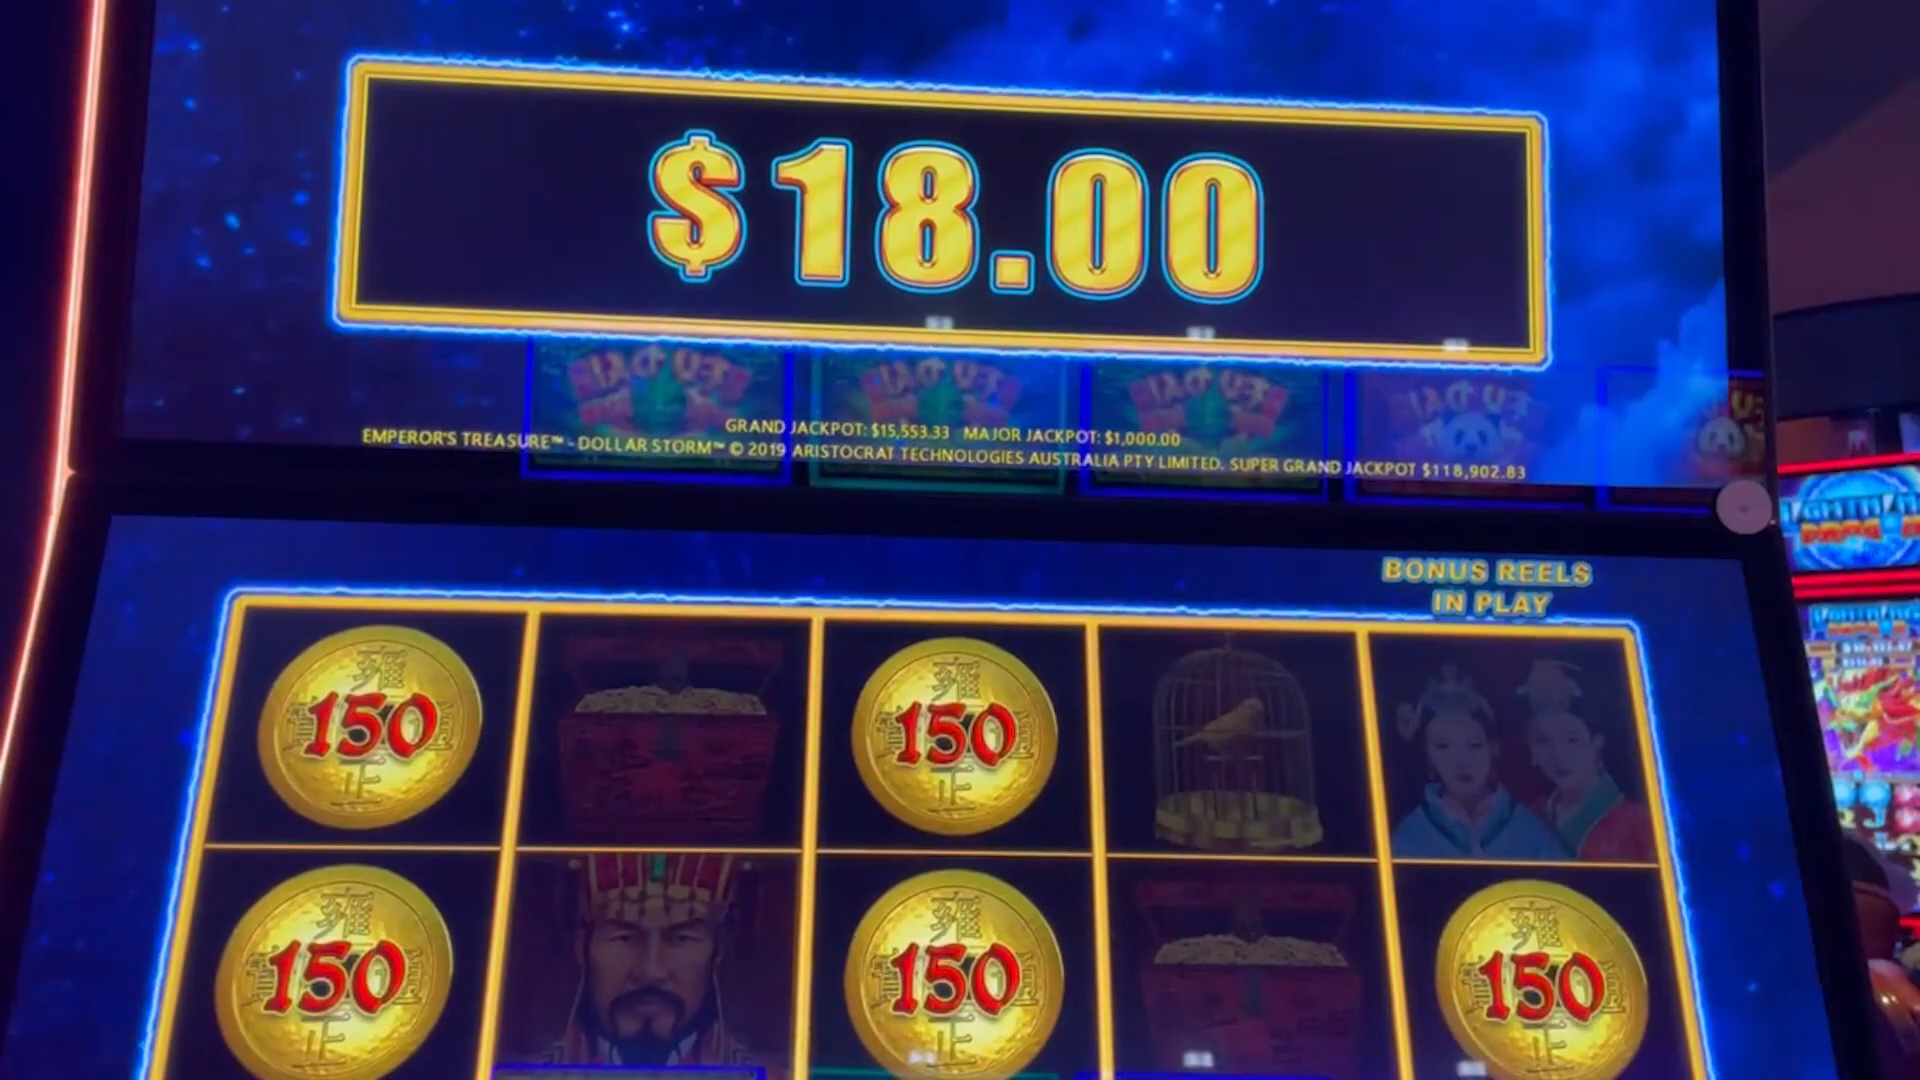 $18.00
GRAND JACKPOT: $15,553.33 MAJOR JACKPOT: $1,000.00
EMPEROR'S TREASURE™ - DOLLAR STORM™ © 2019 ARISTOCRAT TECHNOLOGIES AUSTRALIA PTY LIMITED. SUPER GRAND JACKPOT $118,902.83
BONUS REELS
IN PLAY
150 150
150 150 150